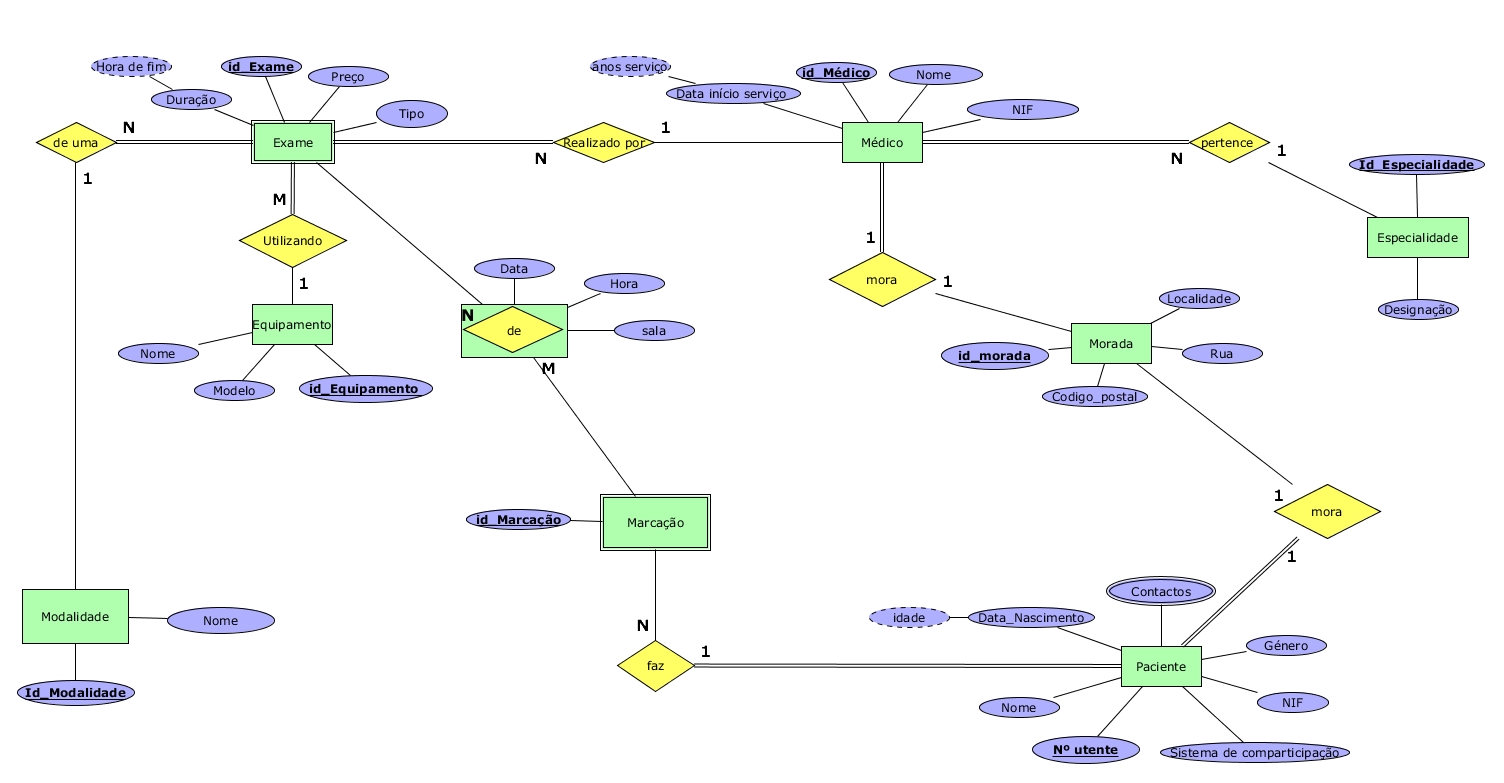 Hora de fim
id_Exame
Preço
Duração
Tipo
anos serviço
id_Médico
Nome
Data início serviço
NIF
de uma
N
Exame
N
Realizado por
1
Médico
N
pertence
1
Id_Especialidade
1
M
Utilizando
1
mora
1
Especialidade
Data
Hora
1
Localidade
Designação
Equipamento
N
de
sala
Nome
Modelo
id_Equipamento
M
id_morada
Morada
Rua
Codigo_postal
1
mora
1
id_Marcação
Marcação
Contactos
idade
Data_Nascimento
Modalidade
Nome
N
faz
1
Paciente
Género
Id_Modalidade
Nome
NIF
Nº utente
Sistema de comparticipação